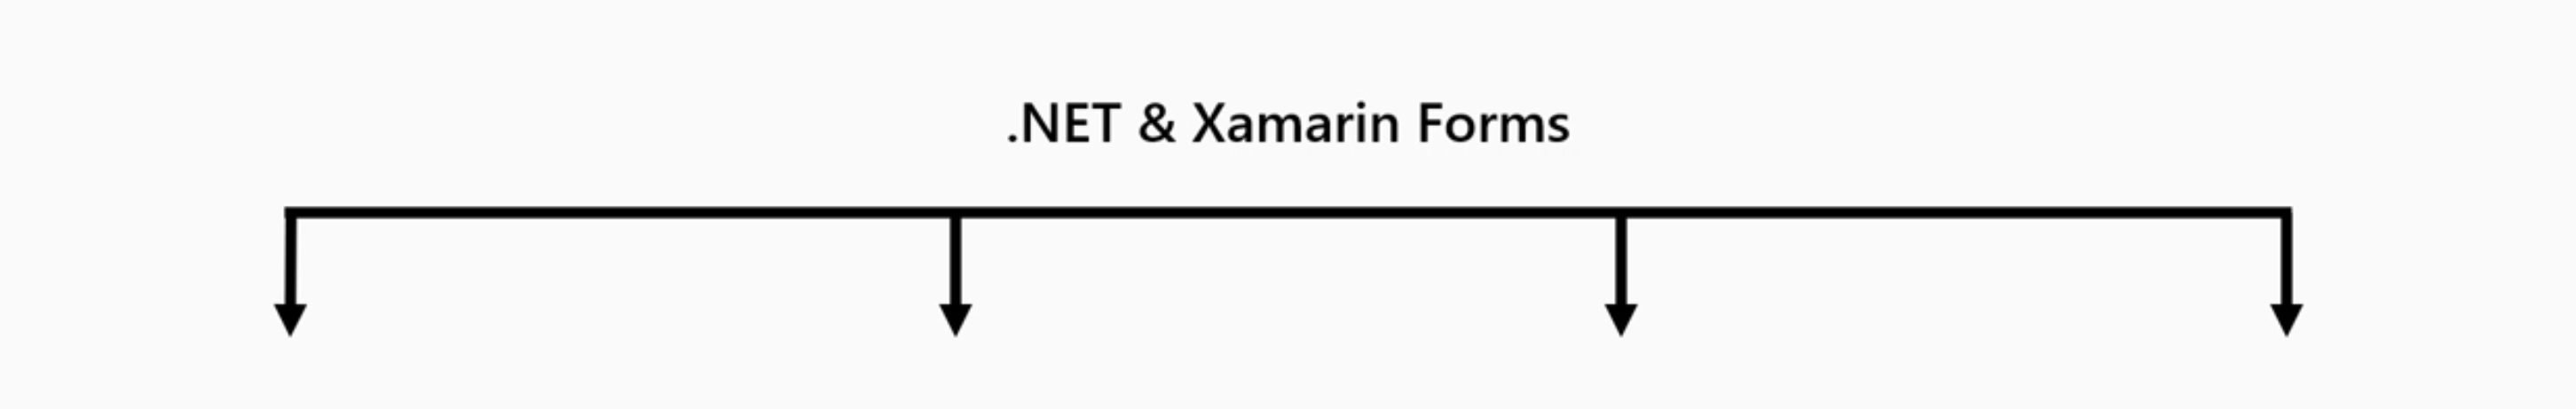 .NET & Xamarin Forms